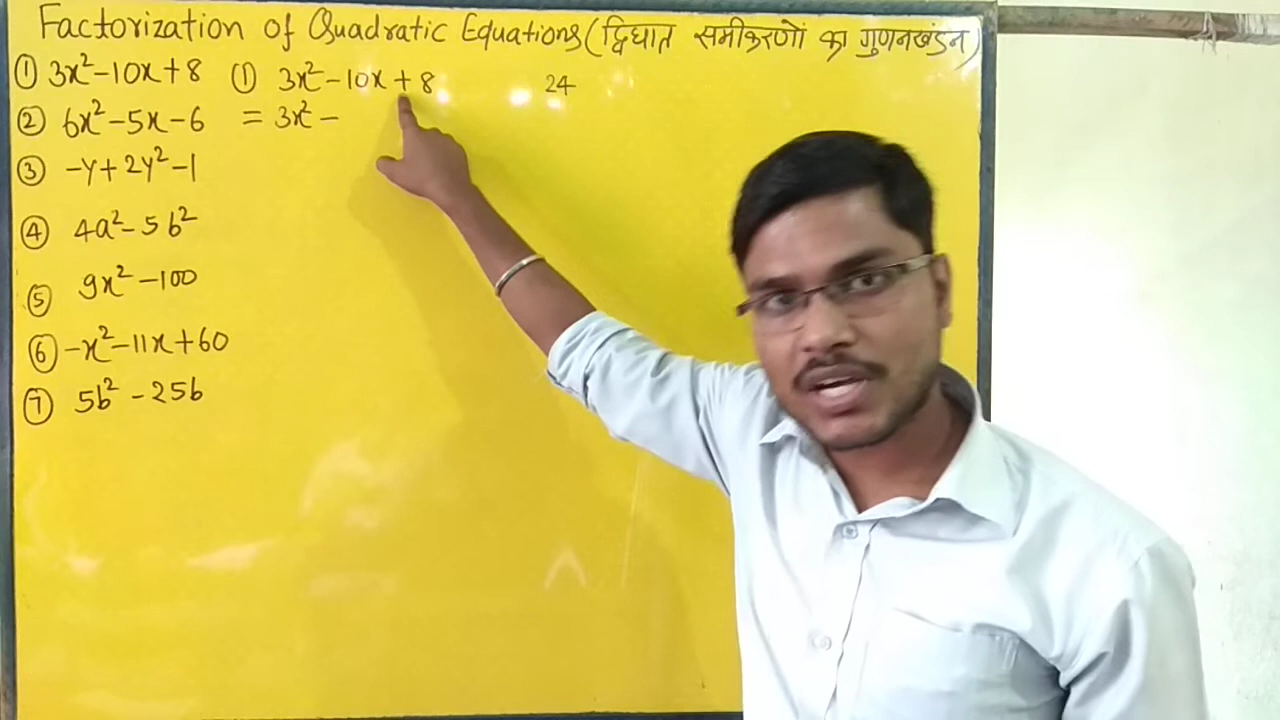 Factorization of Quadratic Equations (द्विघात समीकरणों का गुणनखंडन)
① 3x²-10x+8 ① 3x²-10x+8 24
② 6x²-5x-6 = 3x²-
③ -y+2y²-1
④ 4a²-5b²
⑤ 9x²-100
⑥ -x²-11x+60
⑦ 5b²-25b